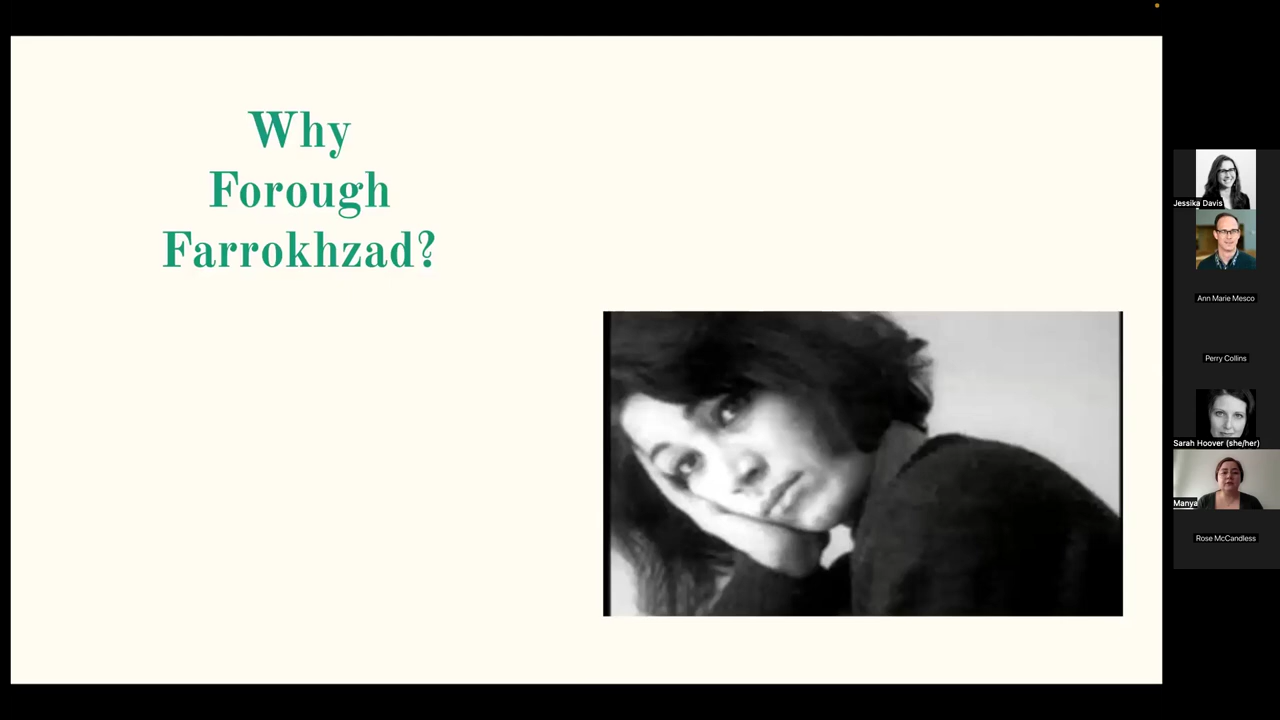 Why
Forough
Farrokhzad?
Jessika Davis
Ann Marie Mesco
Perry Collins
Sarah Hoover (she/her)
Manya
Rose McCandless